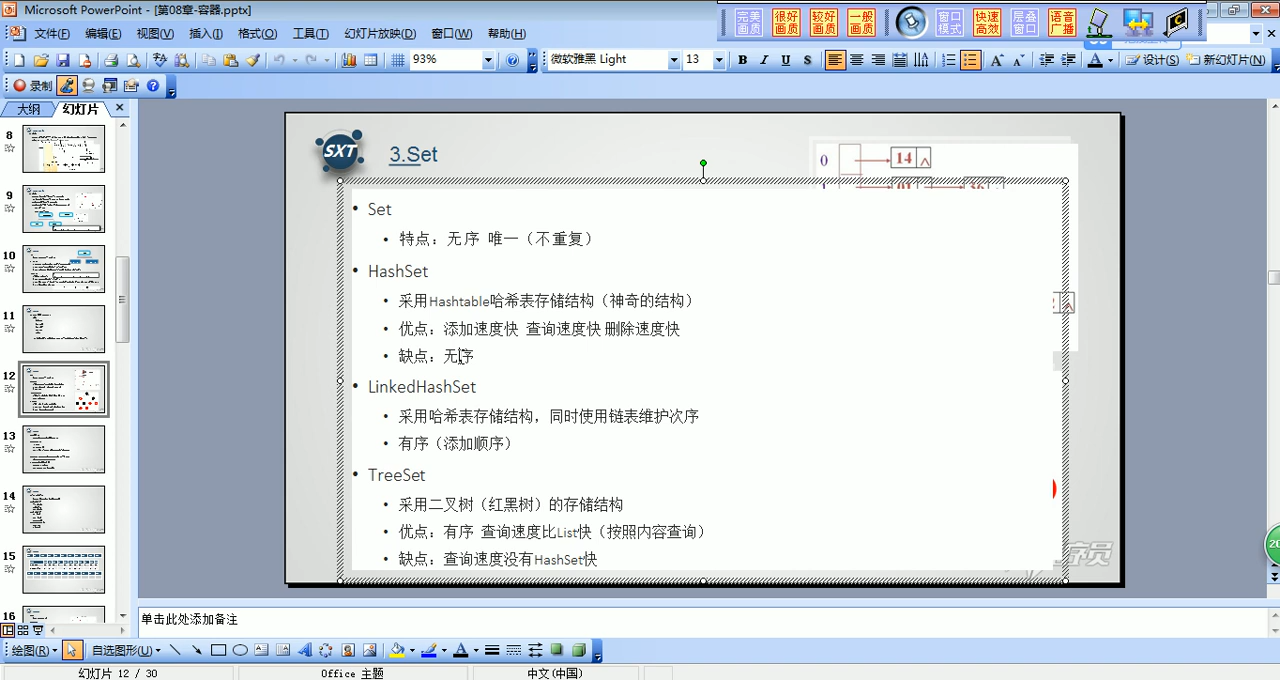 Microsoft PowerPoint - [第08章-容器.pptx]
完美画质 很好画质 较好画质 一般画质 窗口模式 快速高效 层叠窗口 语音广播
文件(F) 编辑(E) 视图(V) 插入(I) 格式(O) 工具 幻灯片放映(D) 窗口(W) 帮助(H)
93% 微软雅黑 Light 13 B I U S A A A 设计(S) 新幻灯片(N)
录制
大纲 幻灯片
8
9
10
11
12
13
14
15
16
SXT
3.Set
0 14
• Set
• 特点：无序 唯一（不重复）
• HashSet
• 采用Hashtable哈希表存储结构（神奇的结构）
• 优点：添加速度快 查询速度快 删除速度快
• 缺点：无序
• LinkedHashSet
• 采用哈希表存储结构，同时使用链表维护次序
• 有序（添加顺序）
• TreeSet
• 采用二叉树（红黑树）的存储结构
• 优点：有序 查询速度比List快（按照内容查询）
• 缺点：查询速度没有HashSet快
序员
单击此处添加备注
绘图(R) 自选图形(U)
幻灯片 12 / 30 Office 主题 中文(中国)